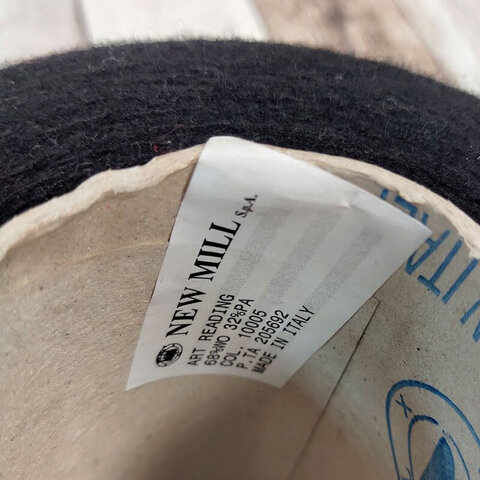 NEW MILL S.p.A.
ART READING
68%WO 32%PA
COL. 10005
P.TA 205692
MADE IN ITALY